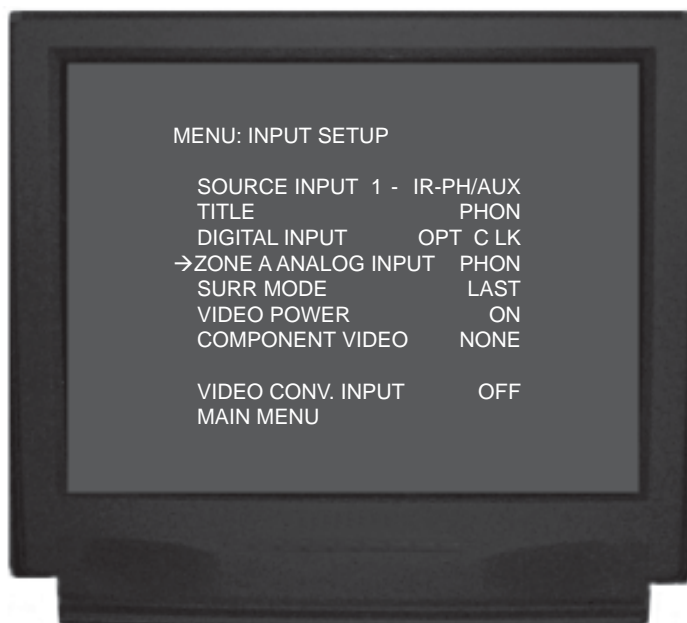 MENU: INPUT SETUP
SOURCE INPUT 1 - IR-PH/AUX
TITLE PHON
DIGITAL INPUT OPT C LK
→ZONE A ANALOG INPUT PHON
SURR MODE LAST
VIDEO POWER ON
COMPONENT VIDEO NONE
VIDEO CONV. INPUT OFF
MAIN MENU